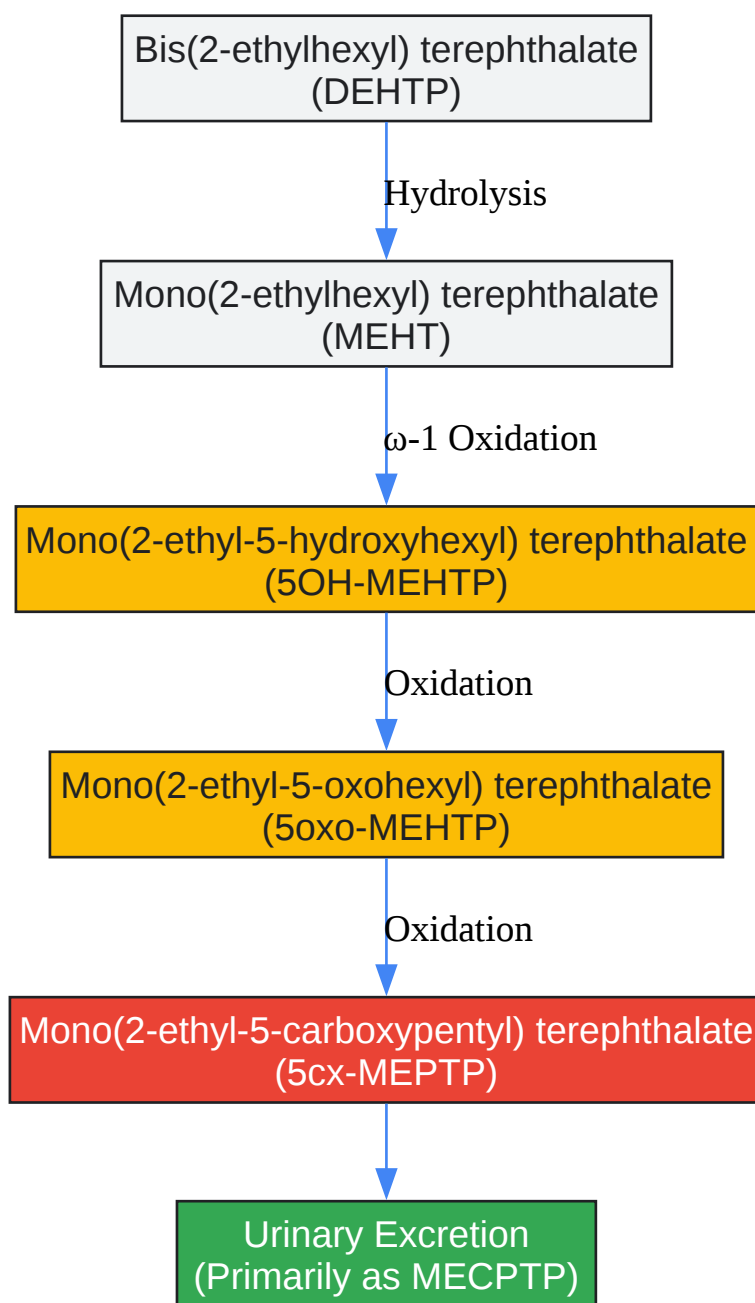 Bis(2-ethylhexyl) terephthalate
(DEHTP)
Hydrolysis
Mono(2-ethylhexyl) terephthalate
(MEHT)
ω-1 Oxidation
Mono(2-ethyl-5-hydroxyhexyl) terephthalate
(5OH-MEHTP)
Oxidation
Mono(2-ethyl-5-oxohexyl) terephthalate
(5oxo-MEHTP)
Oxidation
Mono(2-ethyl-5-carboxypentyl) terephthalate
(5cx-MEPTP)
Urinary Excretion
(Primarily as MECPTP)